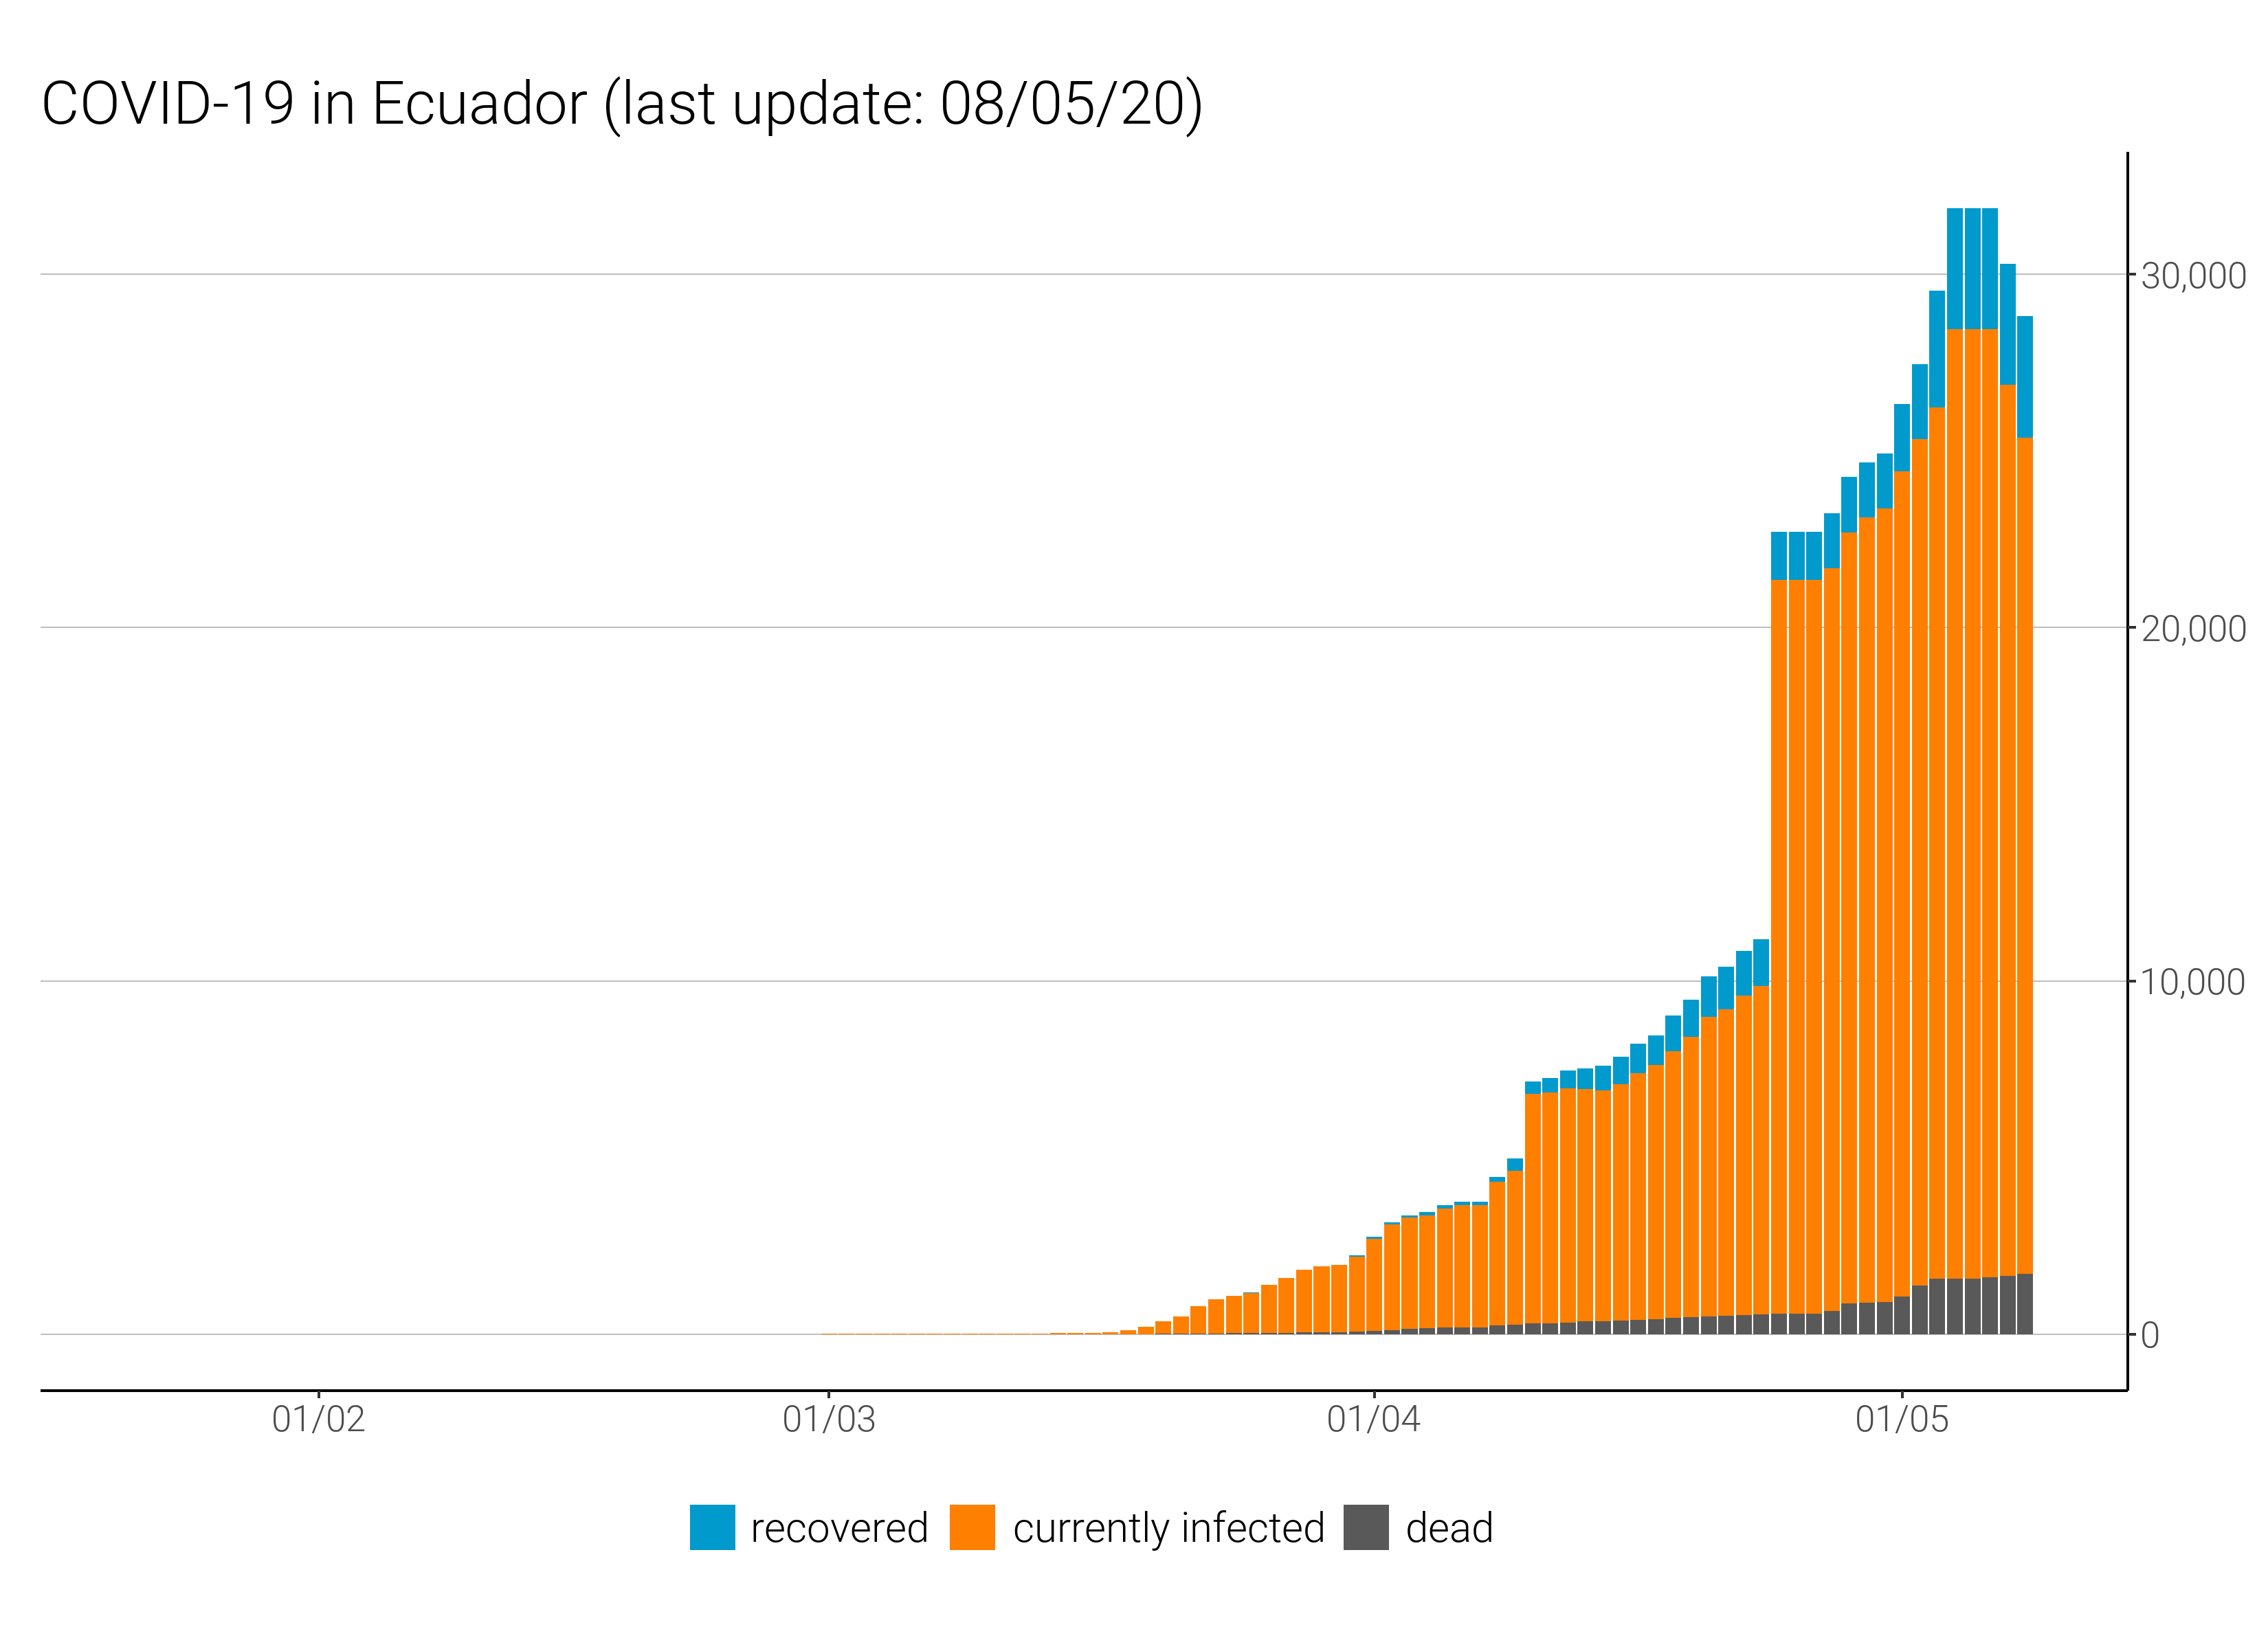 COVID-19 in Ecuador (last update: 08/05/20)
30,000
20,000
10,000
0
01/02 01/03 01/04 01/05
recovered currently infected dead